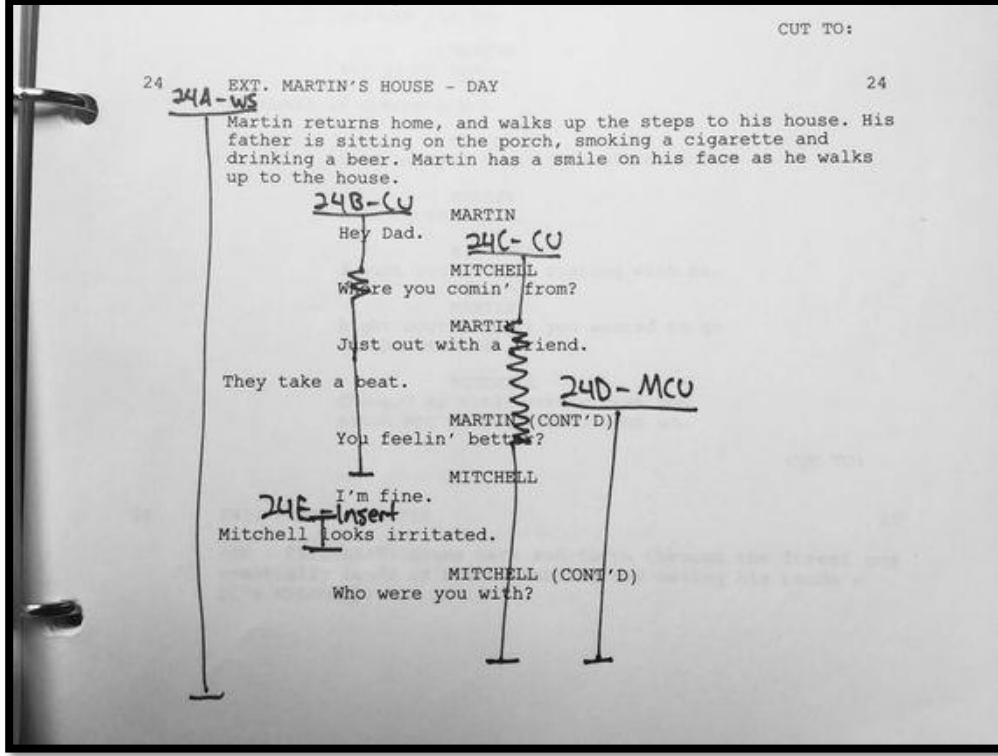 CUT TO:
24 EXT. MARTIN'S HOUSE - DAY 24
24A-WS
Martin returns home, and walks up the steps to his house. His
father is sitting on the porch, smoking a cigarette and
drinking a beer. Martin has a smile on his face as he walks
up to the house.
24B-CU
MARTIN
Hey Dad.
24C-CU
MITCHELL
Where you comin' from?
MARTIN
Just out with a friend.
They take a beat.
24D-MCU
MARTIN (CONT'D)
You feelin' better?
MITCHELL
I'm fine.
24E-Insert
Mitchell looks irritated.
MITCHELL (CONT'D)
Who were you with?